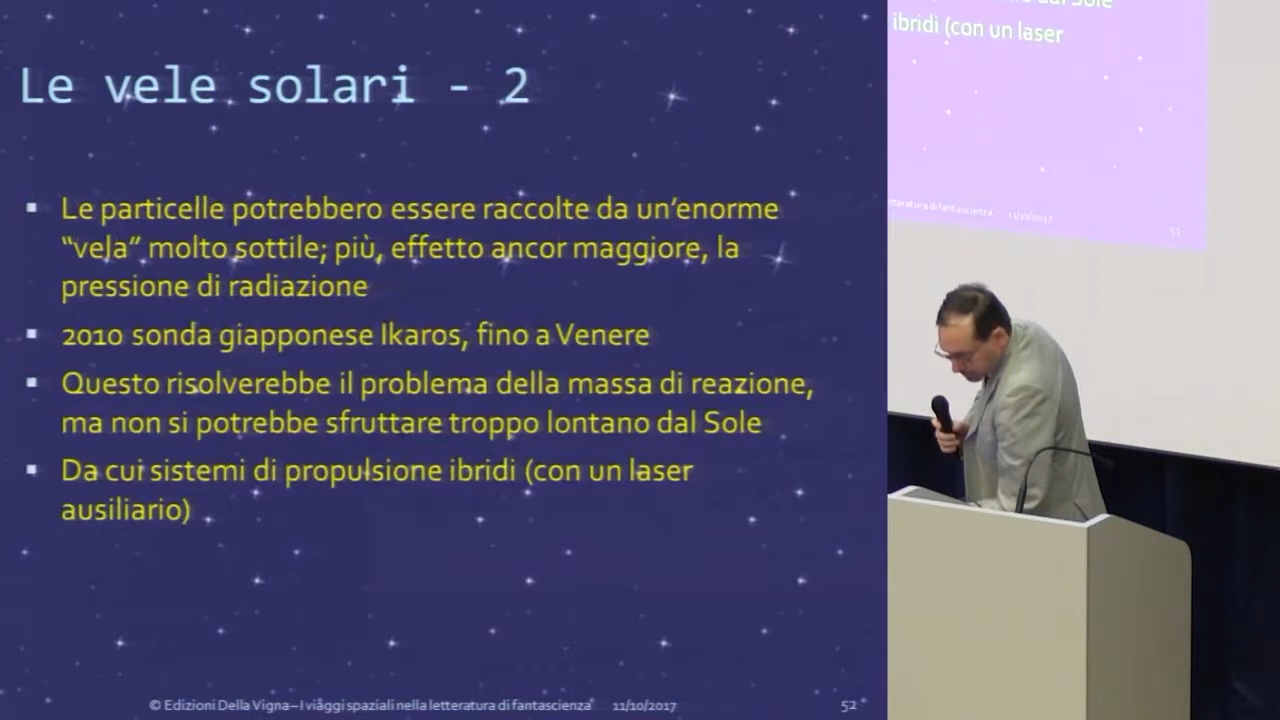 Le vele solari - 2
▪ Le particelle potrebbero essere raccolte da un’enorme
“vela” molto sottile; più, effetto ancor maggiore, la
pressione di radiazione
▪ 2010 sonda giapponese Ikaros, fino a Venere
▪ Questo risolverebbe il problema della massa di reazione,
ma non si potrebbe sfruttare troppo lontano dal Sole
▪ Da cui sistemi di propulsione ibridi (con un laser
ausiliario)
© Edizioni Della Vigna – I viaggi spaziali nella letteratura di fantascienza 11/10/2017 52
dal Sole
ibridi (con un laser
di fantascienza 11/10/2017 51